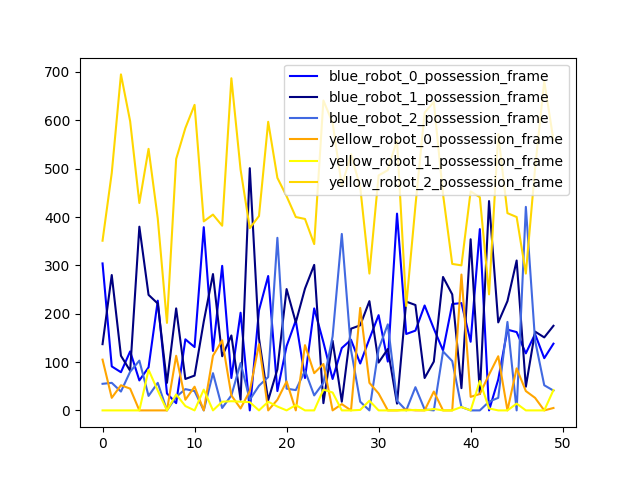 700
600
500
400
300
200
100
0
0
10
20
30
40
50
blue_robot_0_possession_frame
blue_robot_1_possession_frame
blue_robot_2_possession_frame
yellow_robot_0_possession_frame
yellow_robot_1_possession_frame
yellow_robot_2_possession_frame